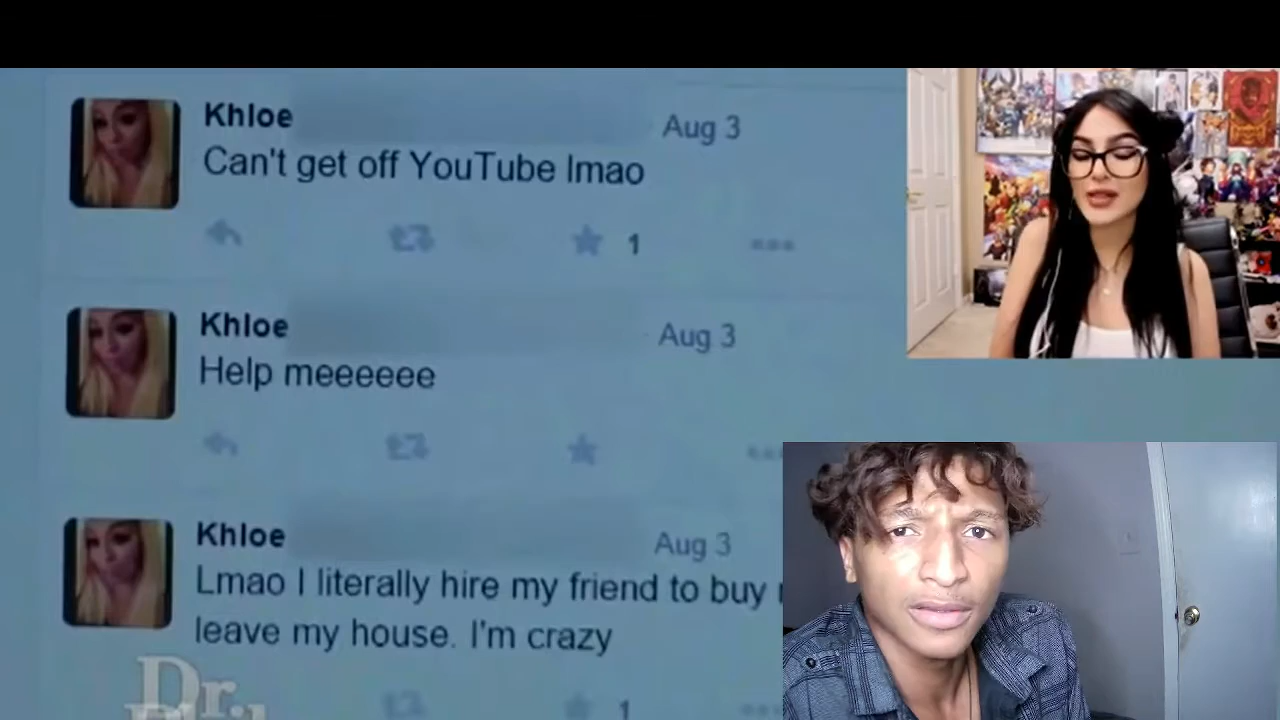 Khloe
Aug 3
Can't get off YouTube lmao
1
Khloe
Aug 3
Help meeeeee
Khloe
Aug 3
Lmao I literally hire my friend to buy
leave my house. I'm crazy
1
Dr.